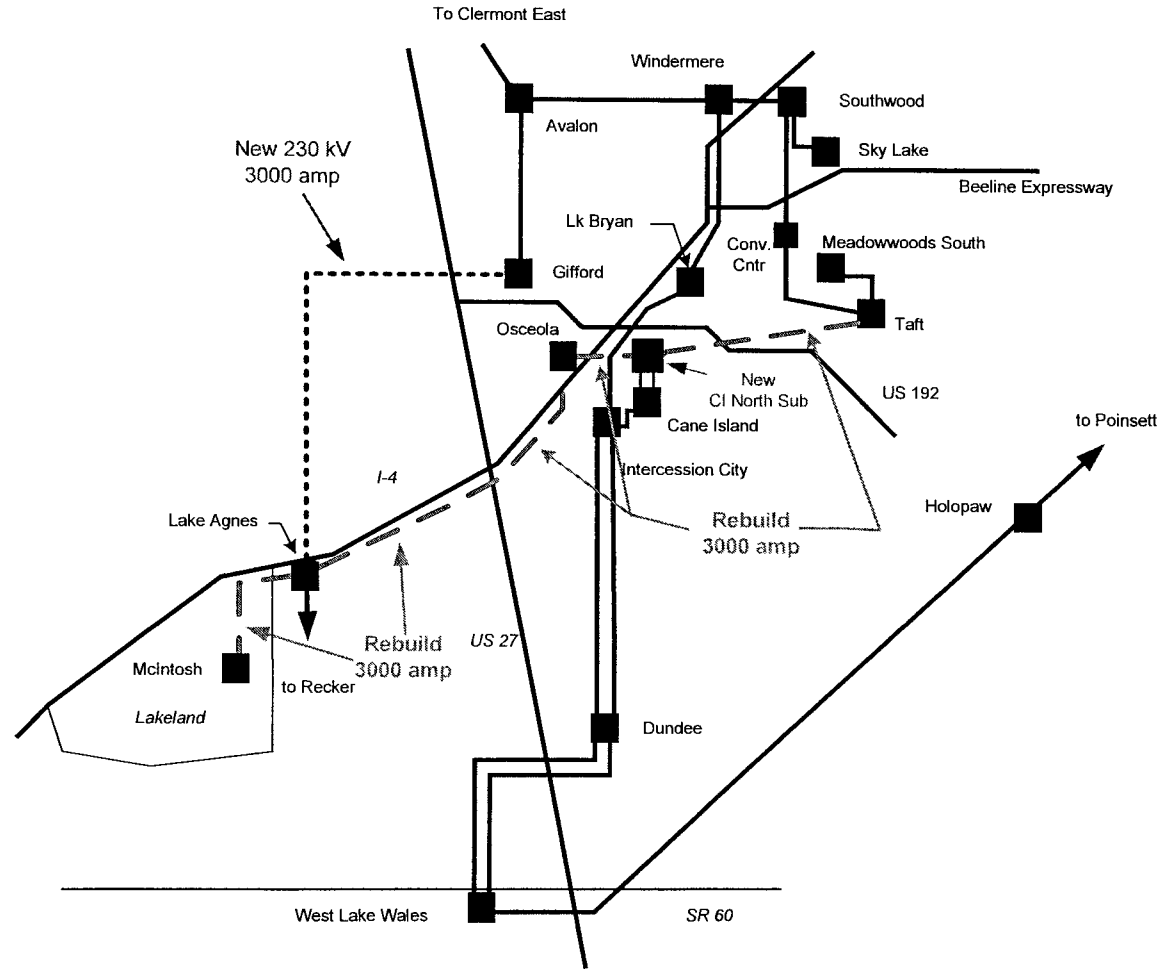 To Clermont East
Windermere
Southwood
Avalon
New 230 kV
3000 amp
Sky Lake
Beeline Expressway
Lk Bryan
Conv.
Cntr
Meadowwoods South
Gifford
Osceola
Taft
New
CI North Sub
US 192
Cane Island
to Poinsett
I-4
Intercession City
Holopaw
Lake Agnes
Rebuild
3000 amp
US 27
Rebuild
3000 amp
McIntosh
to Recker
Lakeland
Dundee
West Lake Wales
SR 60